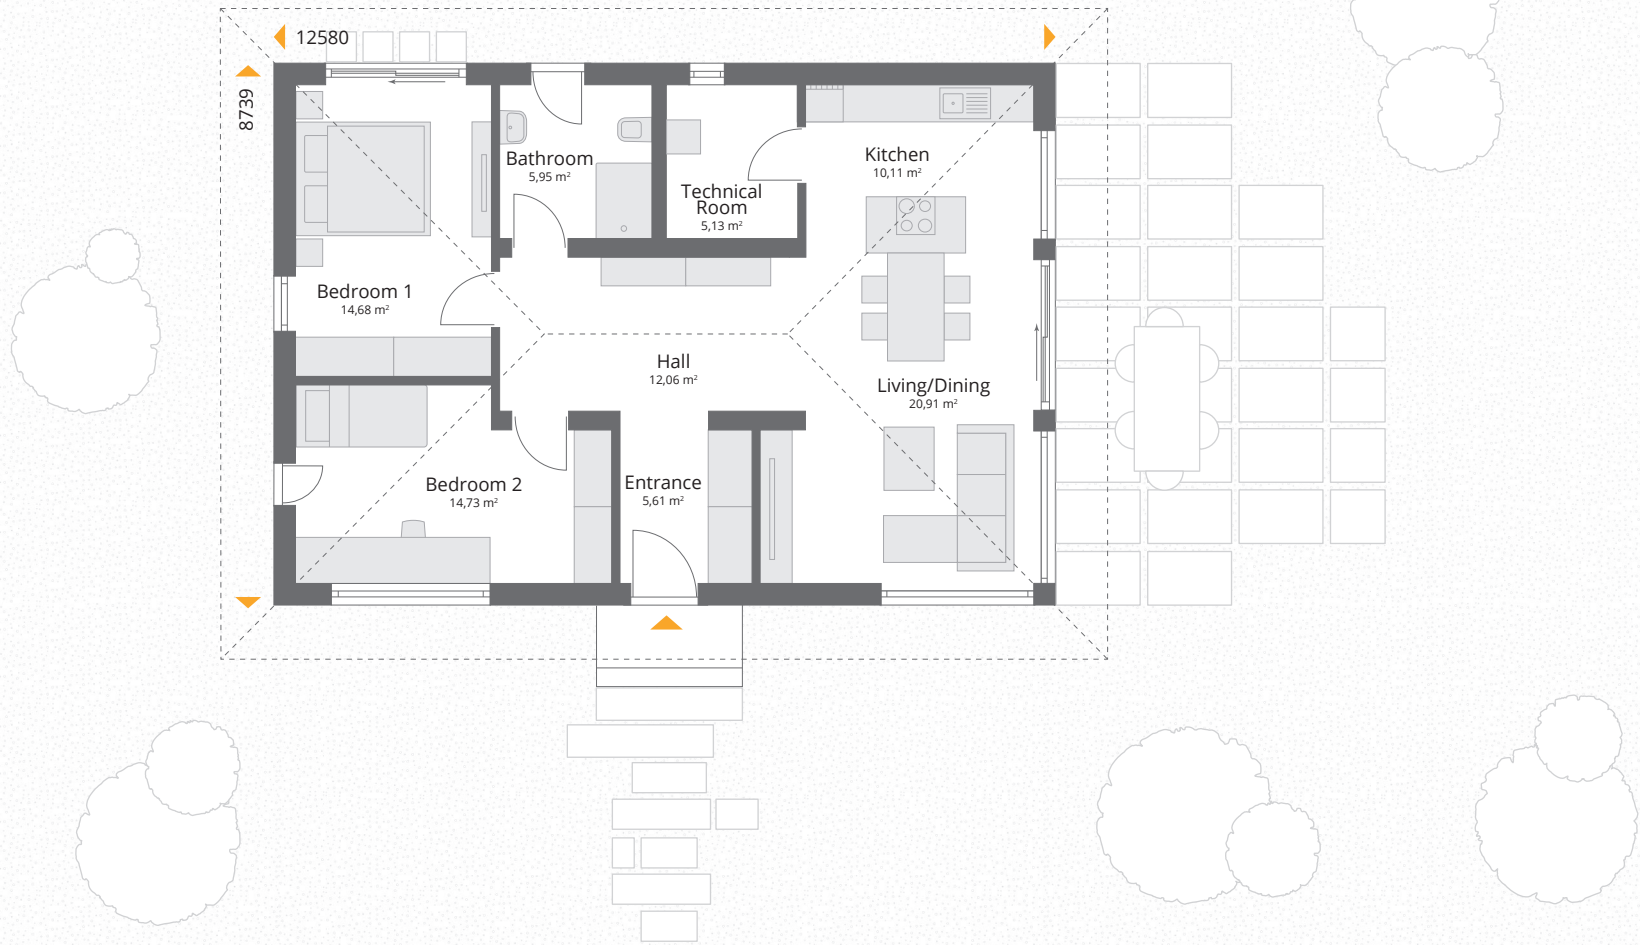 12580
8739
Bathroom
5,95 m²
Kitchen
10,11 m²
Technical
Room
5,13 m²
Bedroom 1
14,68 m²
Hall
12,06 m²
Living/Dining
20,91 m²
Bedroom 2
14,73 m²
Entrance
5,61 m²